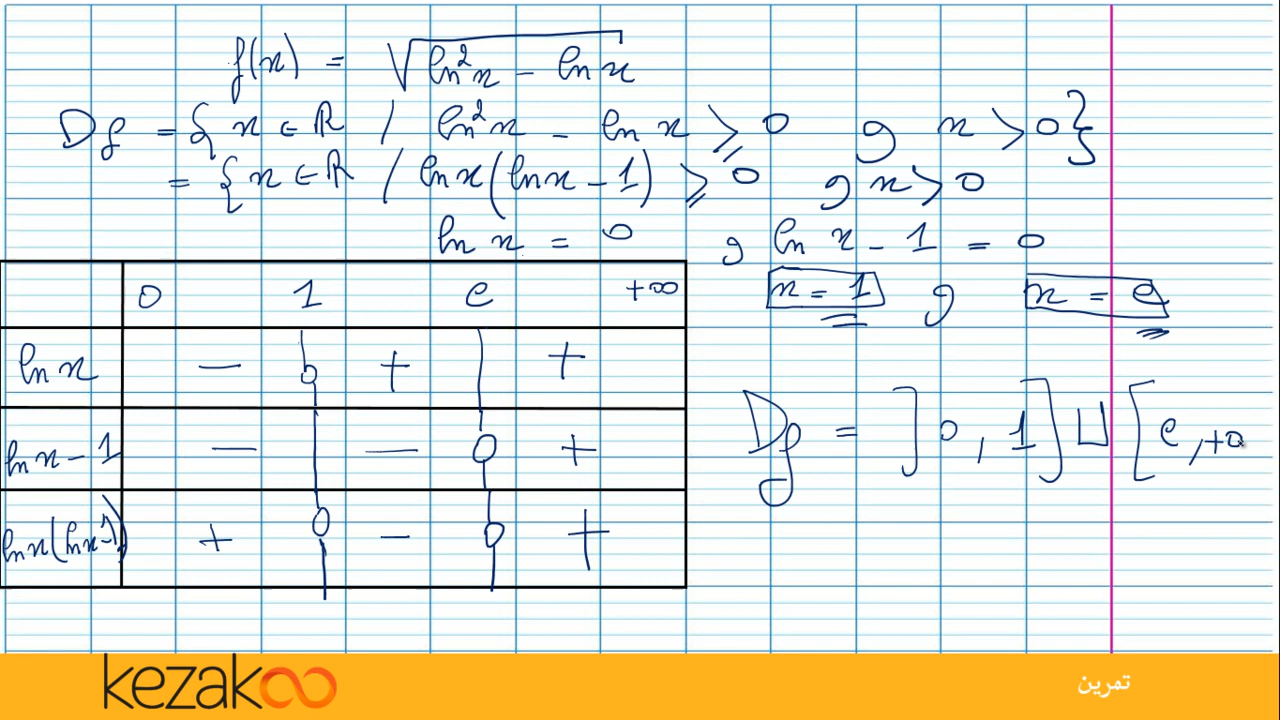 f(x) = √(ln²x - ln x)
Df = { x ∈ ℝ / ln²x - ln x ≥ 0 و x > 0 }
= { x ∈ ℝ / ln x (ln x - 1) ≥ 0 و x > 0
ln x = 0 و ln x - 1 = 0
x = 1 و x = e
0 1 e +∞
ln x - 0 + +
ln x - 1 - - 0 +
ln x (ln x - 1) + 0 - 0 +
Df = ]0, 1] ∪ [e, +∞
kezakoo
تمرين